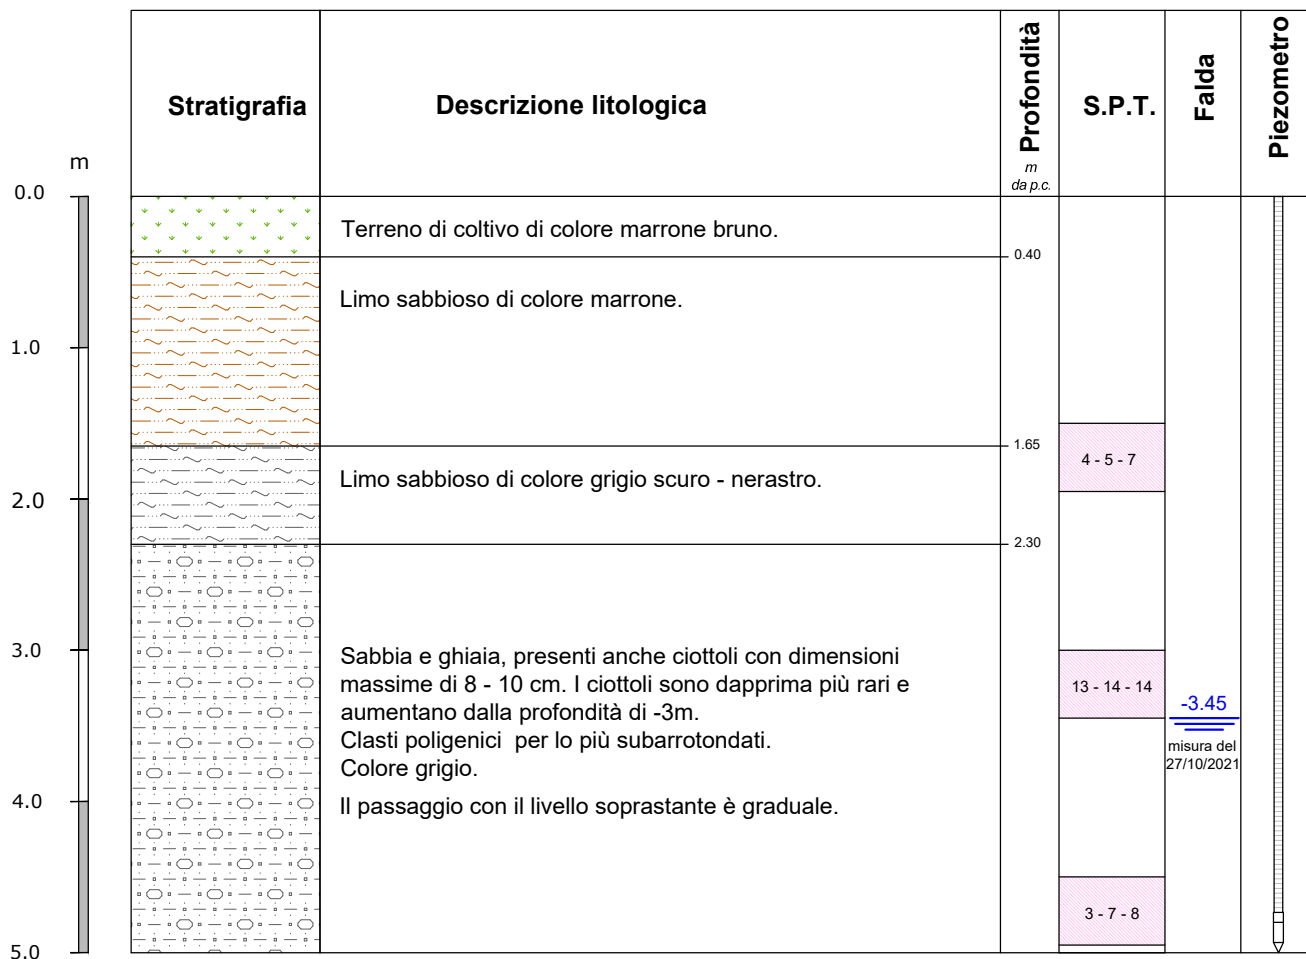 Stratigrafia
Descrizione litologica
Profondità
m
da p.c.
S.P.T.
Falda
Piezometro
m
0.0
Terreno di coltivo di colore marrone bruno.
0.40
Limo sabbioso di colore marrone.
1.0
1.65
4 - 5 - 7
Limo sabbioso di colore grigio scuro - nerastro.
2.0
2.30
3.0
Sabbia e ghiaia, presenti anche ciottoli con dimensioni
massime di 8 - 10 cm. I ciottoli sono dapprima più rari e
aumentano dalla profondità di -3m.
Clasti poligenici  per lo più subarrotondati.
Colore grigio.
Il passaggio con il livello soprastante è graduale.
13 - 14 - 14
-3.45
misura del
27/10/2021
4.0
3 - 7 - 8
5.0